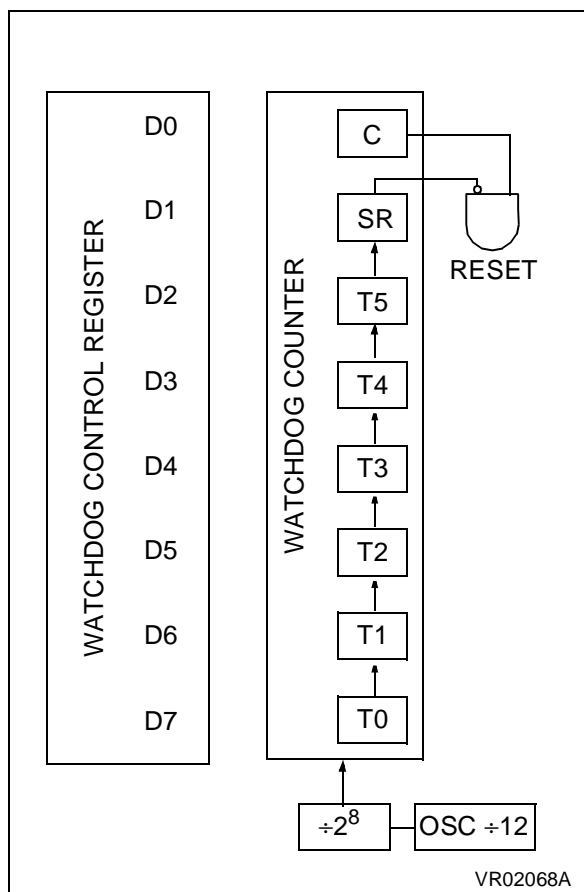 WATCHDOG CONTROL REGISTER
D0
D1
D2
D3
D4
D5
D6
D7
WATCHDOG COUNTER
C
SR
T5
T4
T3
T2
T1
T0
RESET
÷2⁸
OSC ÷12
VR02068A